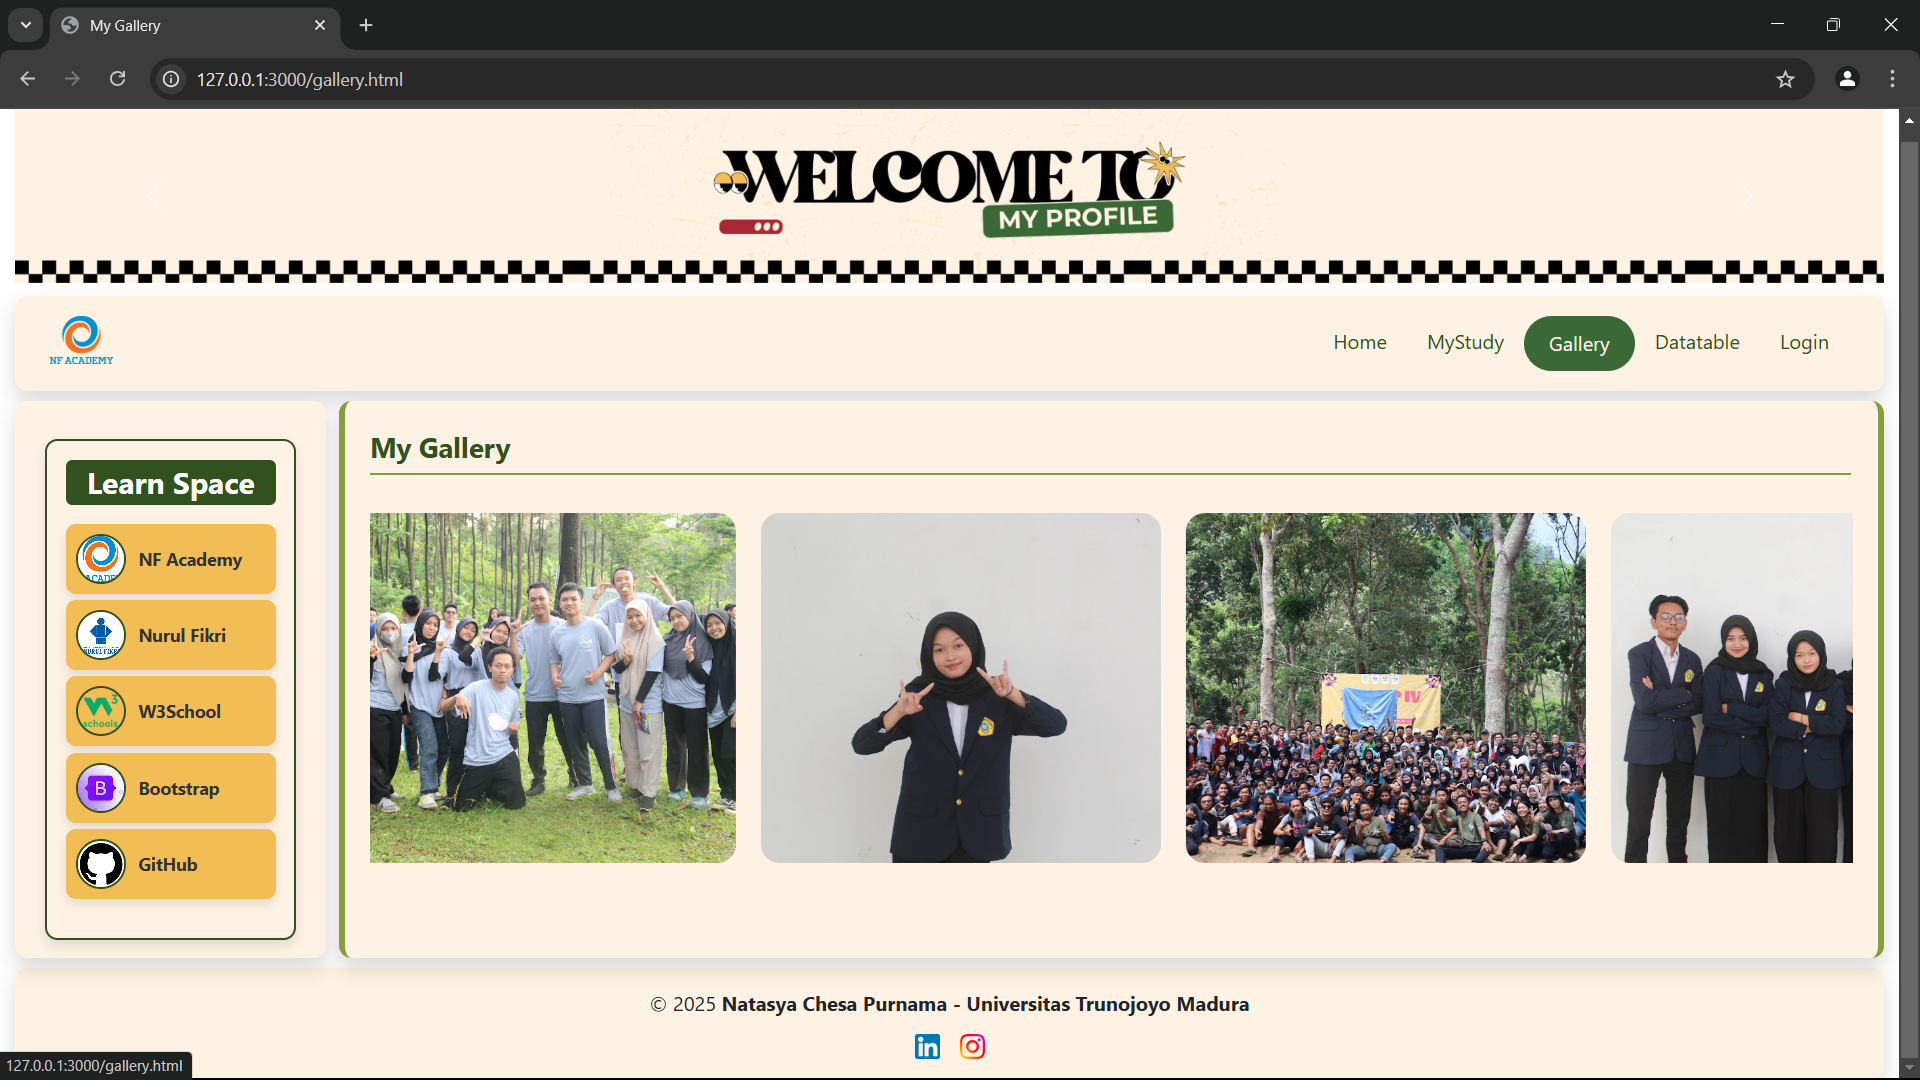 My Gallery
127.0.0.1:3000/gallery.html
WELCOME TO
MY PROFILE
NF ACADEMY
Home
MyStudy
Gallery
Datatable
Login
Learn Space
NF Academy
Nurul Fikri
W3School
Bootstrap
GitHub
My Gallery
© 2025 Natasya Chesa Purnama - Universitas Trunojoyo Madura
127.0.0.1:3000/gallery.html